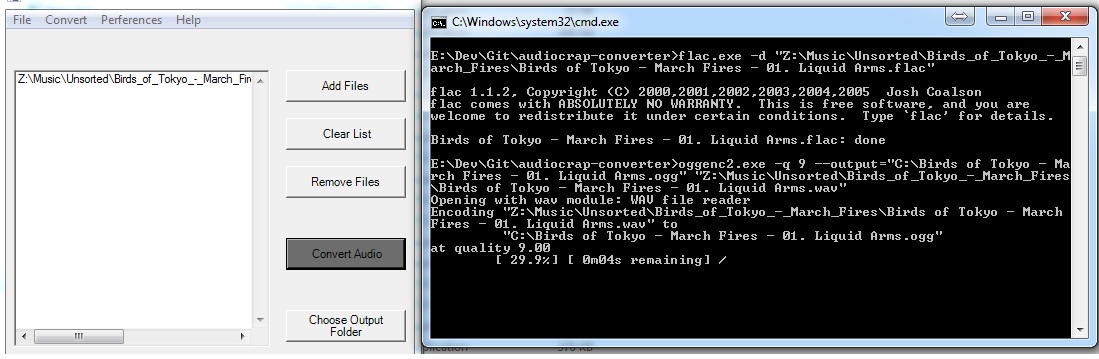 File Convert Perferences Help
Z:\Music\Unsorted\Birds_of_Tokyo_-_March_Fire
Add Files
Clear List
Remove Files
Convert Audio
Choose Output
Folder
C:\Windows\system32\cmd.exe
E:\Dev\Git\audiocrap-converter>flac.exe -d "Z:\Music\Unsorted\Birds_of_Tokyo_-_M
arch_Fires\Birds of Tokyo - March Fires - 01. Liquid Arms.flac"
flac 1.1.2, Copyright (C) 2000,2001,2002,2003,2004,2005  Josh Coalson
flac comes with ABSOLUTELY NO WARRANTY.  This is free software, and you are
welcome to redistribute it under certain conditions.  Type `flac' for details.
Birds of Tokyo - March Fires - 01. Liquid Arms.flac: done
E:\Dev\Git\audiocrap-converter>oggenc2.exe -q 9 --output="C:\Birds of Tokyo - Ma
rch Fires - 01. Liquid Arms.ogg" "Z:\Music\Unsorted\Birds_of_Tokyo_-_March_Fires
\Birds of Tokyo - March Fires - 01. Liquid Arms.wav"
Opening with wav module: WAV file reader
Encoding "Z:\Music\Unsorted\Birds_of_Tokyo_-_March_Fires\Birds of Tokyo - March
Fires - 01. Liquid Arms.wav" to
"C:\Birds of Tokyo - March Fires - 01. Liquid Arms.ogg"
at quality 9.00
[ 29.9%] [ 0m04s remaining] /